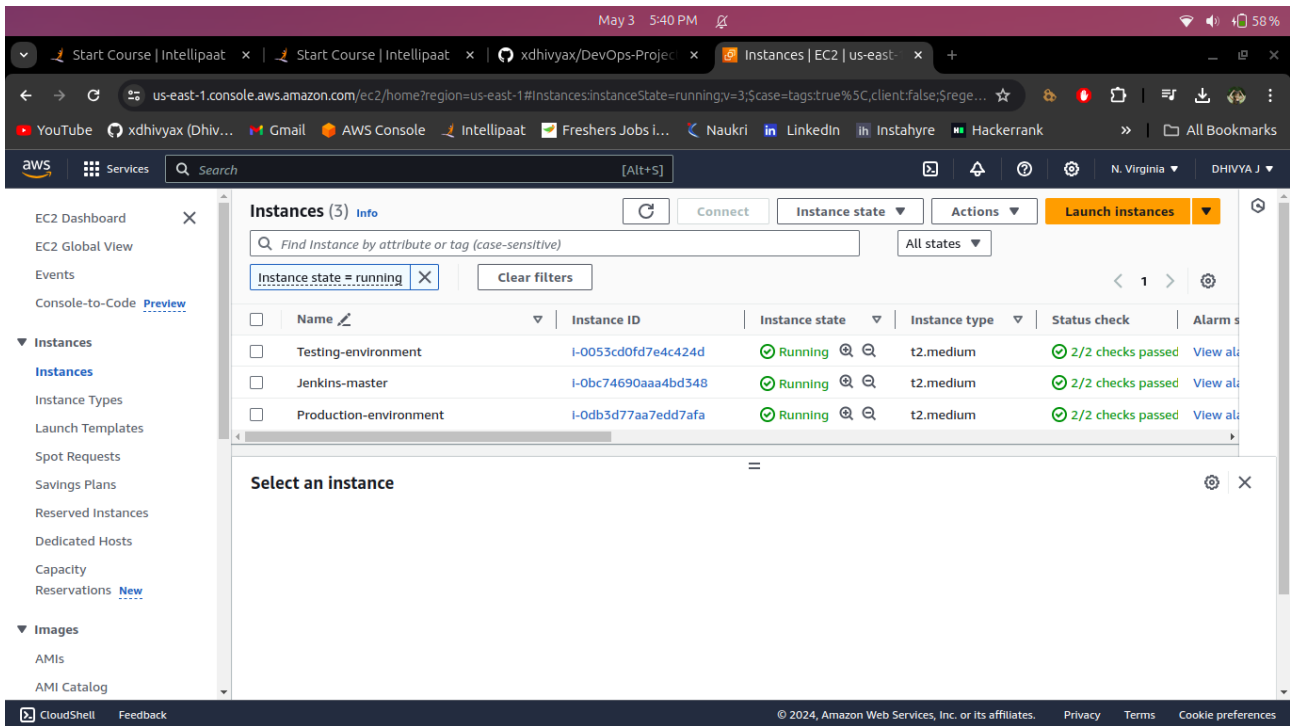 May 3 5:40 PM 58%
Start Course | Intellipaat Start Course | Intellipaat xdhivyax/DevOps-Projec Instances | EC2 | us-east-
us-east-1.console.aws.amazon.com/ec2/home?region=us-east-1#Instances:instanceState=running;v=3;$case=tags:true%5C,client:false;$rege...
YouTube xdhivyax (Dhiv... Gmail AWS Console Intellipaat Freshers Jobs i... Naukri LinkedIn Instahyre Hackerrank » All Bookmarks
aws Services Search [Alt+S] N. Virginia DHIVYA J
EC2 Dashboard
EC2 Global View
Events
Console-to-Code Preview
Instances
Instances
Instance Types
Launch Templates
Spot Requests
Savings Plans
Reserved Instances
Dedicated Hosts
Capacity
Reservations New
Images
AMIs
AMI Catalog
Instances (3) Info Connect Instance state Actions Launch instances
Find Instance by attribute or tag (case-sensitive) All states
Instance state = running Clear filters 1
Name Instance ID Instance state Instance type Status check Alarm s
Testing-environment i-0053cd0fd7e4c424d Running t2.medium 2/2 checks passed View ala
Jenkins-master i-0bc74690aaa4bd348 Running t2.medium 2/2 checks passed View ala
Production-environment i-0db3d77aa7edd7afa Running t2.medium 2/2 checks passed View ala
Select an instance
CloudShell Feedback © 2024, Amazon Web Services, Inc. or its affiliates. Privacy Terms Cookie preferences